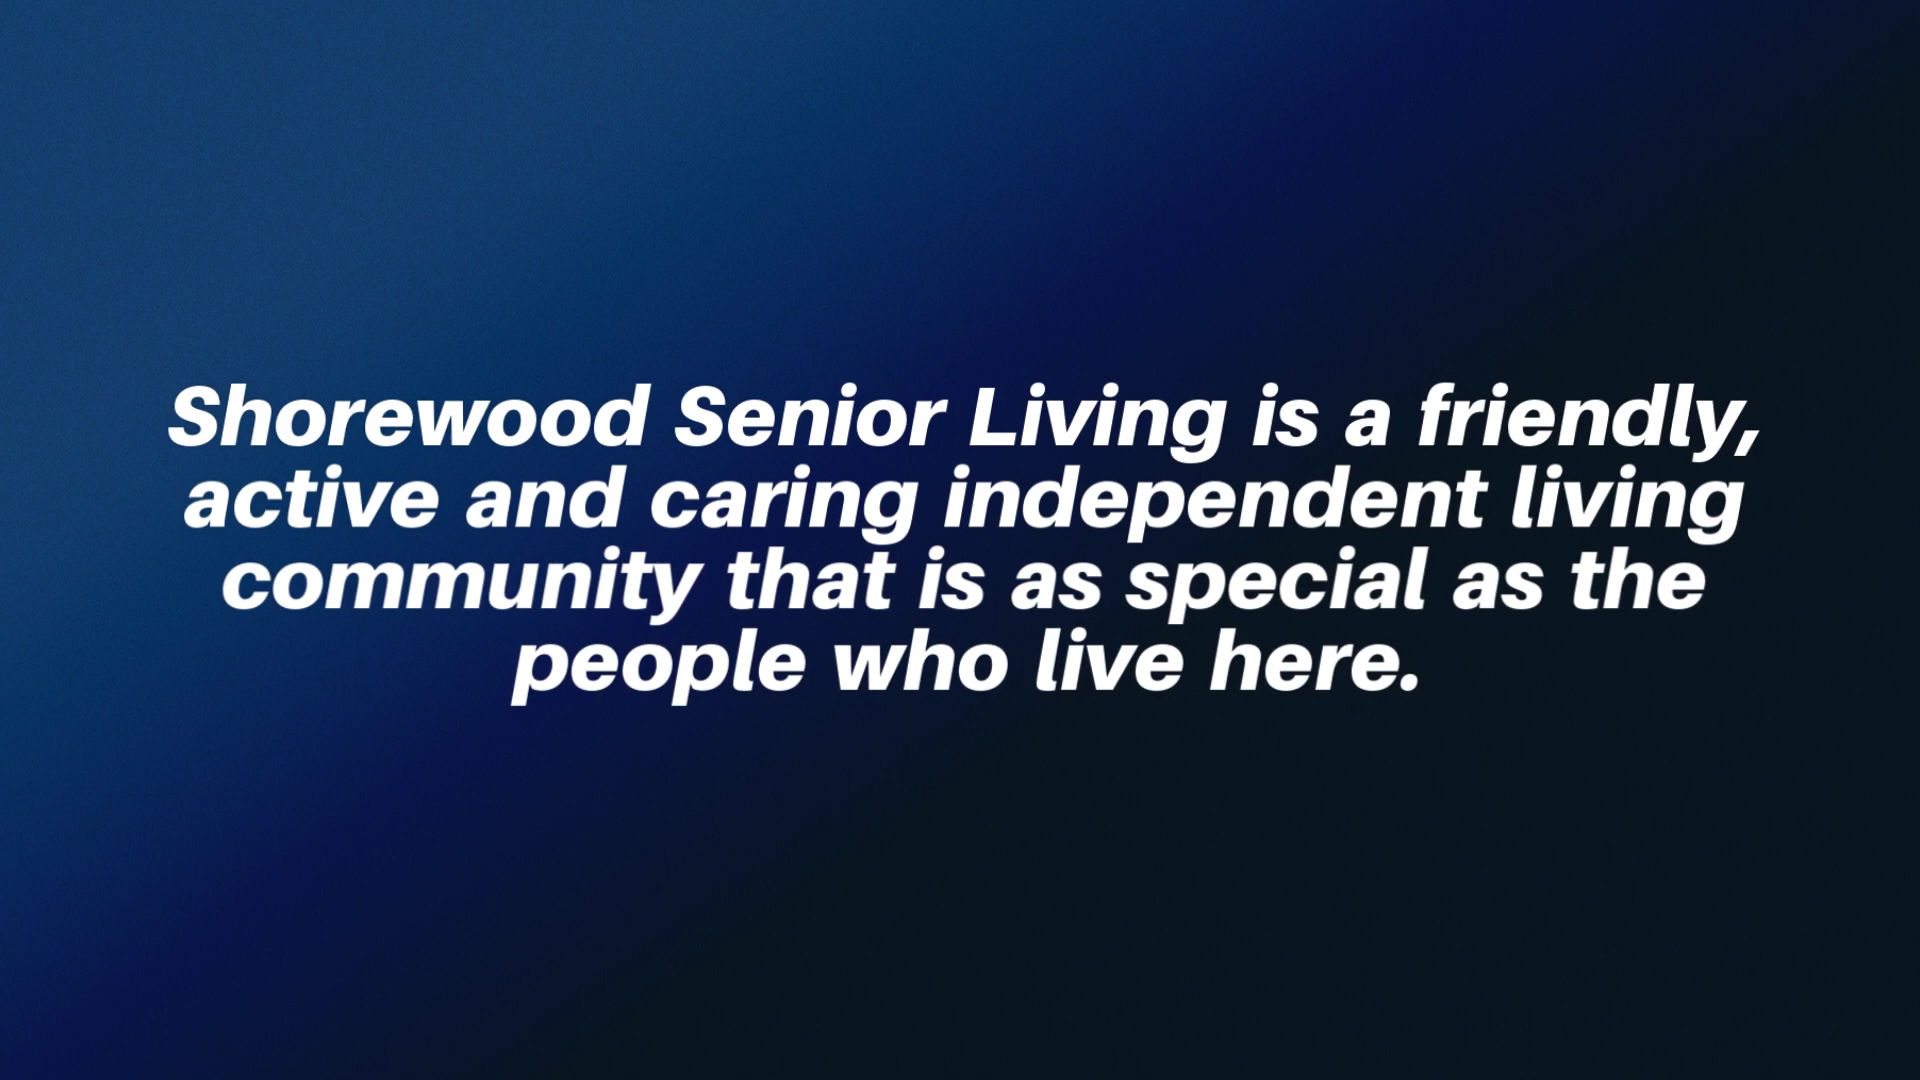 Shorewood Senior Living is a friendly,
active and caring independent living
community that is as special as the
people who live here.